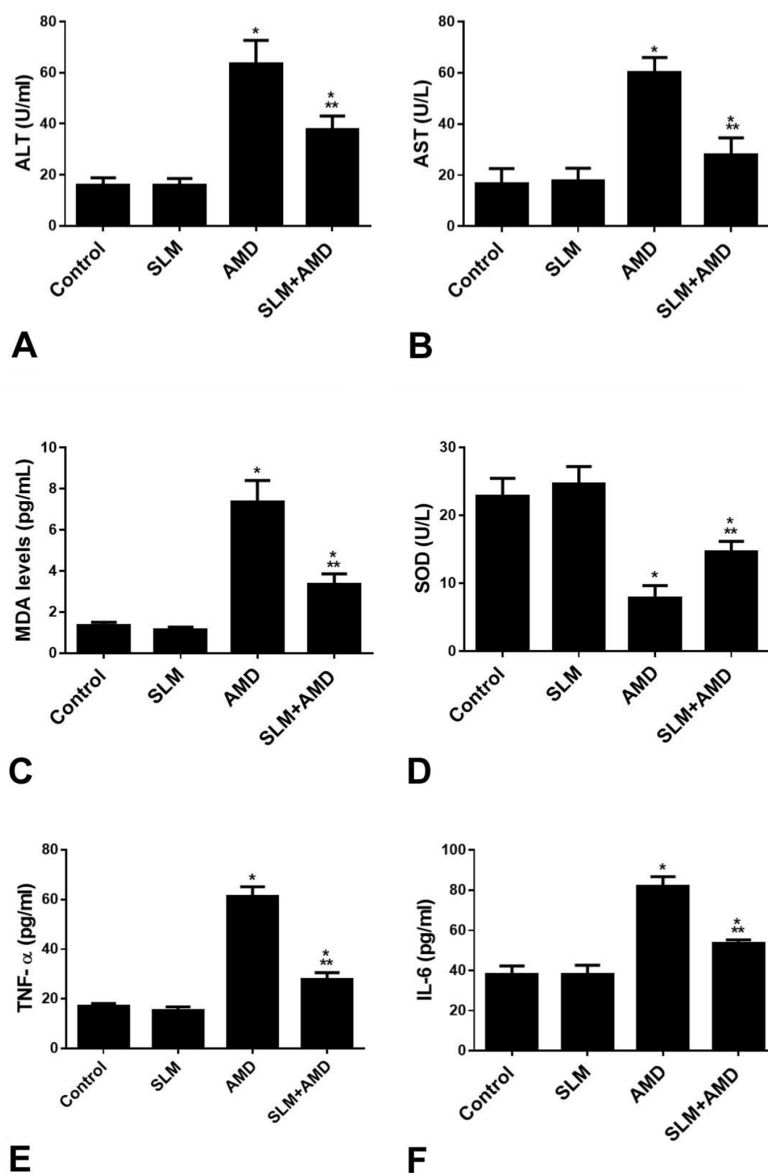 80
60
40
20
0
ALT (U/ml)
*
*
**
Control
SLM
AMD
SLM+AMD
A
80
60
40
20
0
AST (U/L)
*
*
**
Control
SLM
AMD
SLM+AMD
B
10
8
6
4
2
0
MDA levels (pg/mL)
*
*
**
Control
SLM
AMD
SLM+AMD
C
30
20
10
0
SOD (U/L)
*
*
**
Control
SLM
AMD
SLM+AMD
D
80
60
40
20
0
TNF- α (pg/ml)
*
*
**
Control
SLM
AMD
SLM+AMD
E
100
80
60
40
20
0
IL-6 (pg/ml)
*
*
**
Control
SLM
AMD
SLM+AMD
F